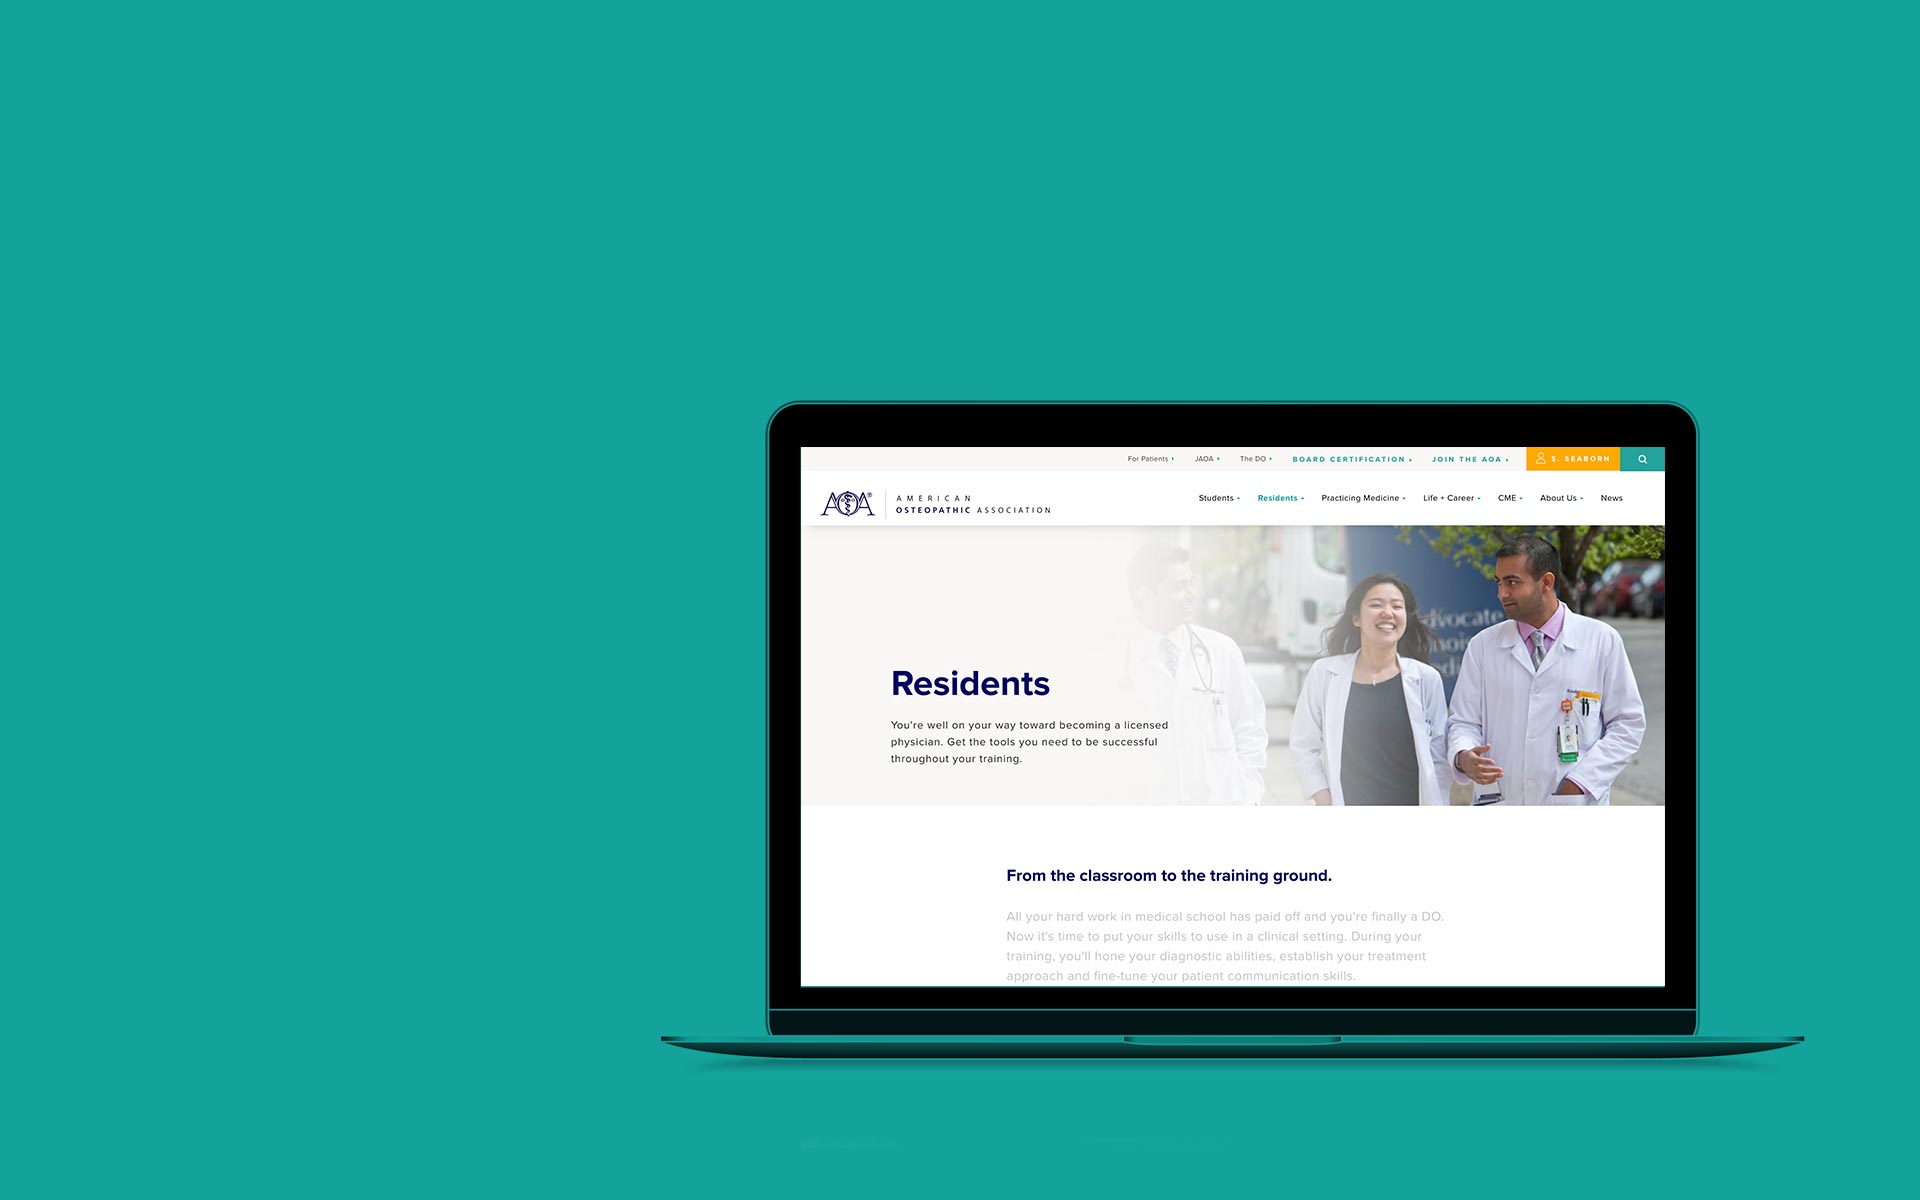 For Patients
JAOA
The DO
BOARD CERTIFICATION
JOIN THE AOA
S. SEABORN
AOA®
AMERICAN
OSTEOPATHIC ASSOCIATION
Students
Residents
Practicing Medicine
Life + Career
CME
About Us
News
Residents
You're well on your way toward becoming a licensed
physician. Get the tools you need to be successful
throughout your training.
From the classroom to the training ground.
All your hard work in medical school has paid off and you're finally a DO.
Now it's time to put your skills to use in a clinical setting. During your
training, you'll hone your diagnostic abilities, establish your treatment
approach and fine-tune your patient communication skills.